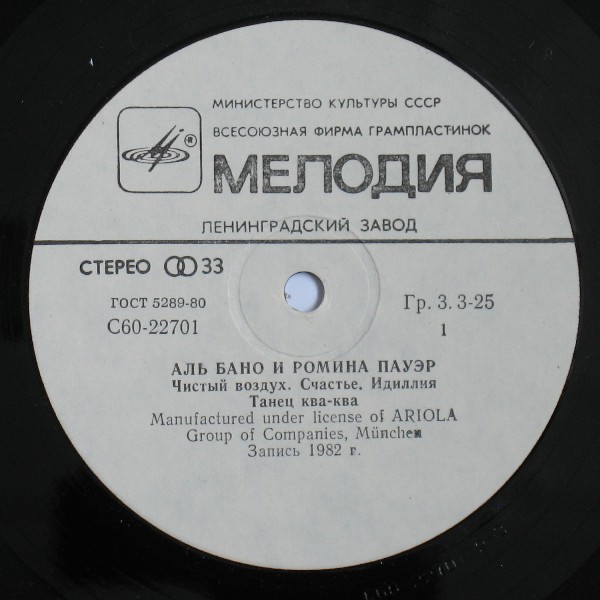 МИНИСТЕРСТВО КУЛЬТУРЫ СССР
ВСЕСОЮЗНАЯ ФИРМА ГРАМПЛАСТИНОК
®
МЕЛОДИЯ
ЛЕНИНГРАДСКИЙ ЗАВОД
СТЕРЕО 33
ГОСТ 5289-80
Гр. 3. 3-25
С60-22701
1
АЛЬ БАНО И РОМИНА ПАУЭР
Чистый воздух. Счастье. Идиллия
Танец ква-ква
Manufactured under license of ARIOLA
Group of Companies, München
Запись 1982 г.